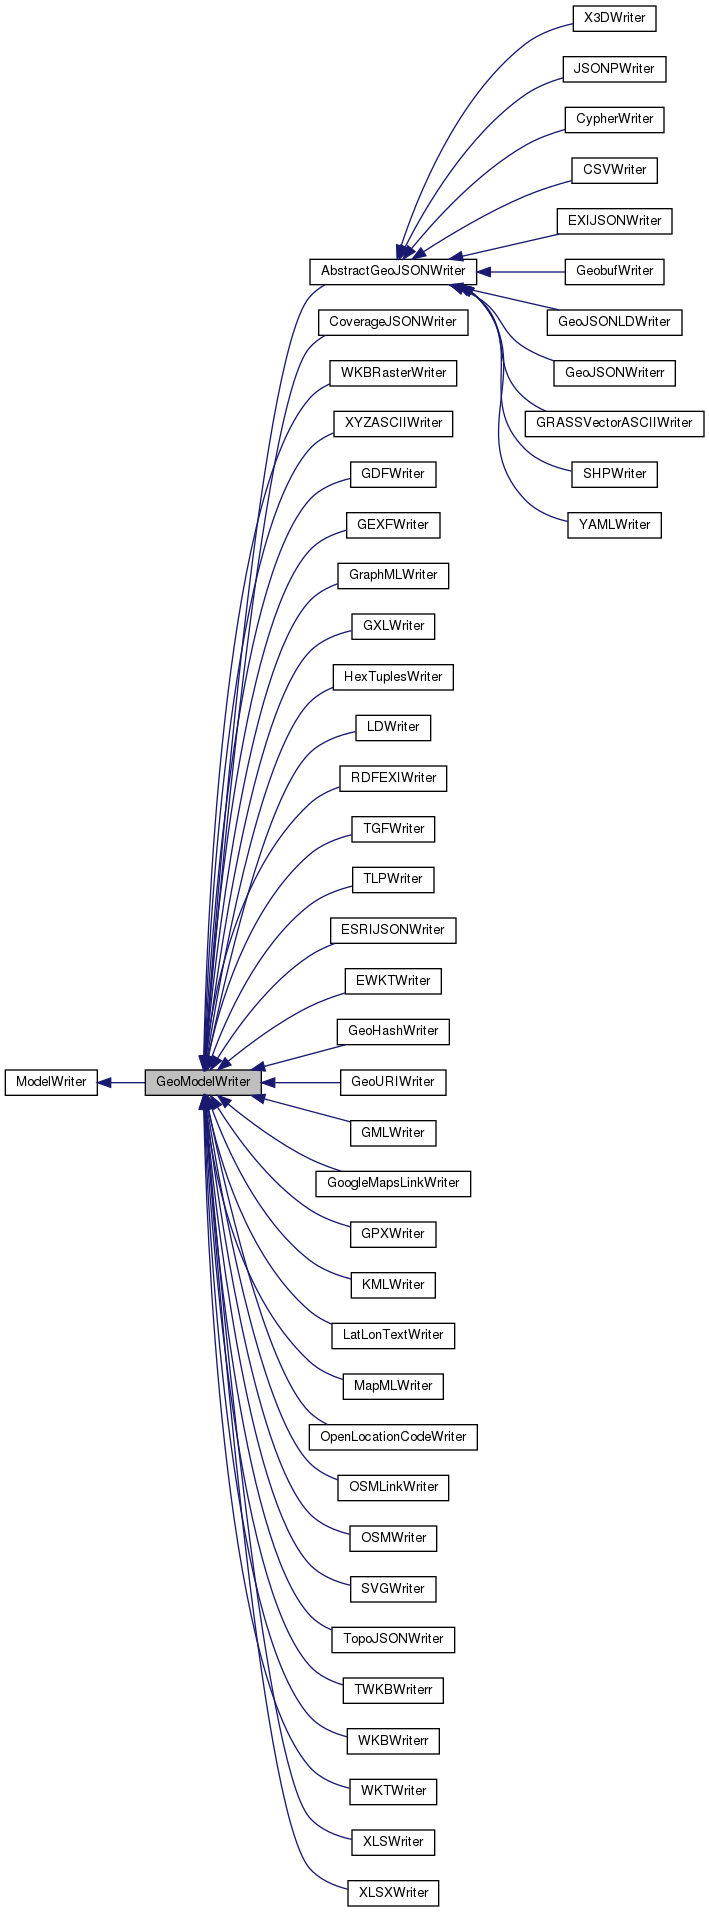 X3DWriter
JSONPWriter
CypherWriter
CSVWriter
EXIJSONWriter
AbstractGeoJSONWriter
GeobufWriter
CoverageJSONWriter
GeoJSONLDWriter
WKBRasterWriter
GeoJSONWriterr
XYZASCIIWriter
GRASSVectorASCIIWriter
GDFWriter
SHPWriter
GEXFWriter
YAMLWriter
GraphMLWriter
GXLWriter
HexTuplesWriter
LDWriter
RDFEXIWriter
TGFWriter
TLPWriter
ESRIJSONWriter
EWKTWriter
GeoHashWriter
ModelWriter
GeoModelWriter
GeoURIWriter
GMLWriter
GoogleMapsLinkWriter
GPXWriter
KMLWriter
LatLonTextWriter
MapMLWriter
OpenLocationCodeWriter
OSMLinkWriter
OSMWriter
SVGWriter
TopoJSONWriter
TWKBWriterr
WKBWriterr
WKTWriter
XLSWriter
XLSXWriter